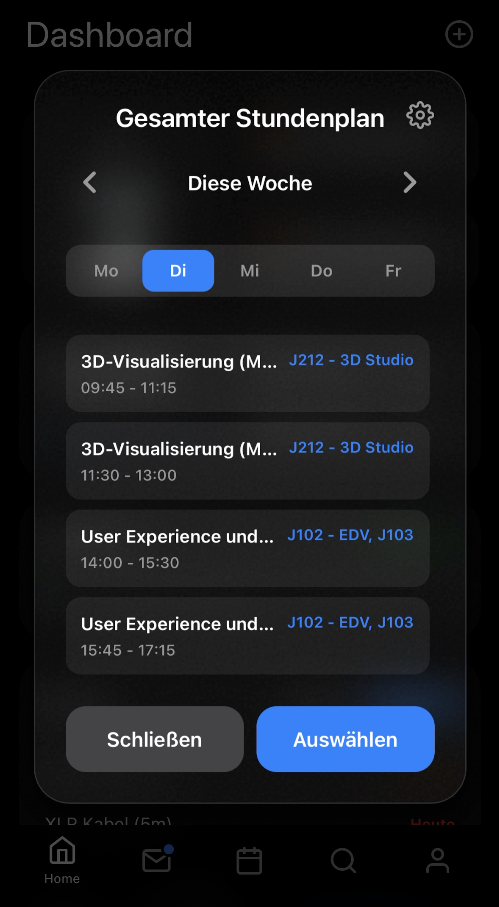 Dashboard
Gesamter Stundenplan
Diese Woche
Mo Di Mi Do Fr
3D-Visualisierung (M... J212 - 3D Studio
09:45 - 11:15
3D-Visualisierung (M... J212 - 3D Studio
11:30 - 13:00
User Experience und... J102 - EDV, J103
14:00 - 15:30
User Experience und... J102 - EDV, J103
15:45 - 17:15
Schließen Auswählen
XLR Kabel (5m) Heute
Home